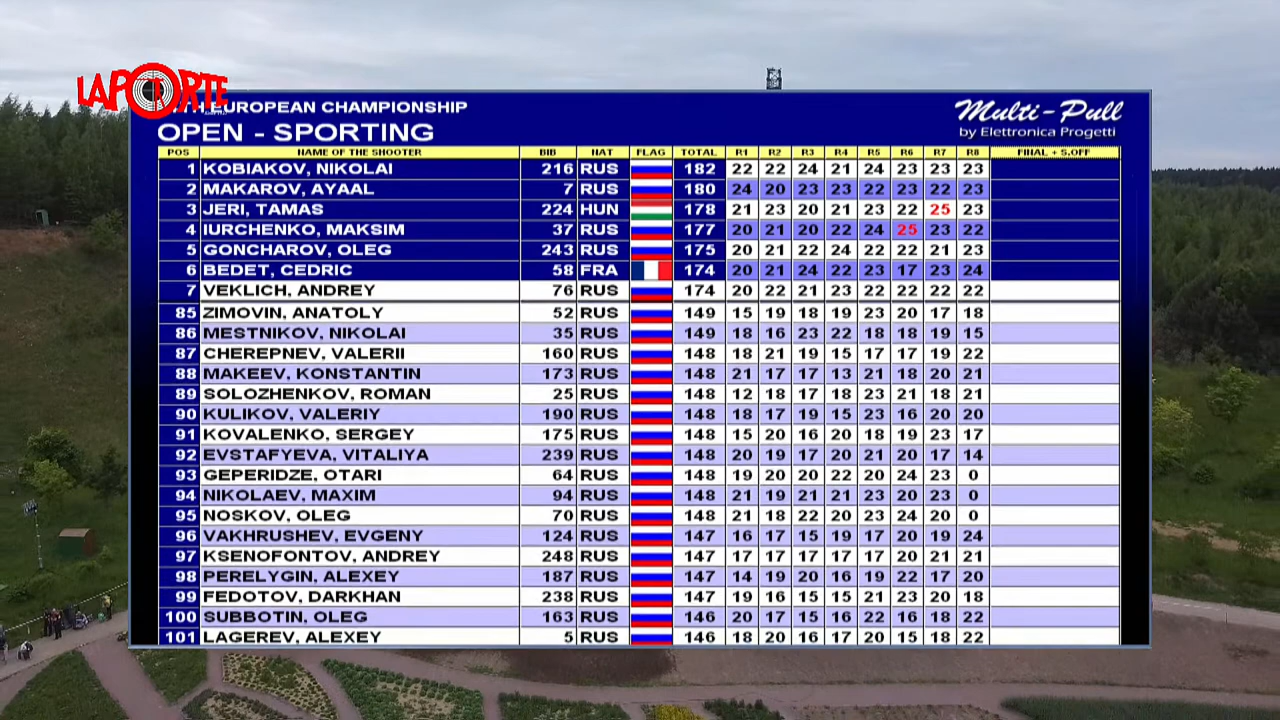 LAPORTE
TH EUROPEAN CHAMPIONSHIP
Multi-Pull
OPEN - SPORTING
by Elettronica Progetti
POS NAME OF THE SHOOTER BIB NAT FLAG TOTAL R1 R2 R3 R4 R5 R6 R7 R8 FINAL + S.OFF
1 KOBIAKOV, NIKOLAI 216 RUS 182 22 22 24 21 24 23 23 23
2 MAKAROV, AYAAL 7 RUS 180 24 20 23 23 22 23 22 23
3 JERI, TAMAS 224 HUN 178 21 23 20 21 23 22 25 23
4 IURCHENKO, MAKSIM 37 RUS 177 20 21 20 22 24 25 23 22
5 GONCHAROV, OLEG 243 RUS 175 20 21 22 24 22 22 21 23
6 BEDET, CEDRIC 58 FRA 174 20 21 24 22 23 17 23 24
7 VEKLICH, ANDREY 76 RUS 174 20 22 21 23 22 22 22 22
85 ZIMOVIN, ANATOLY 52 RUS 149 15 19 18 19 23 20 17 18
86 MESTNIKOV, NIKOLAI 35 RUS 149 18 16 23 22 18 18 19 15
87 CHEREPNEV, VALERII 160 RUS 148 18 21 19 15 17 17 19 22
88 MAKEEV, KONSTANTIN 173 RUS 148 21 17 17 13 21 18 20 21
89 SOLOZHENKOV, ROMAN 25 RUS 148 12 18 17 18 23 21 18 21
90 KULIKOV, VALERIY 190 RUS 148 18 17 19 15 23 16 20 20
91 KOVALENKO, SERGEY 175 RUS 148 15 20 16 20 18 19 23 17
92 EVSTAFYEVA, VITALIYA 239 RUS 148 20 19 17 20 21 20 17 14
93 GEPERIDZE, OTARI 64 RUS 148 19 20 20 22 20 24 23 0
94 NIKOLAEV, MAXIM 94 RUS 148 21 19 21 21 23 20 23 0
95 NOSKOV, OLEG 70 RUS 148 21 18 22 20 23 24 20 0
96 VAKHRUSHEV, EVGENY 124 RUS 147 16 17 15 19 17 20 19 24
97 KSENOFONTOV, ANDREY 248 RUS 147 17 17 17 17 17 20 21 21
98 PERELYGIN, ALEXEY 187 RUS 147 14 19 20 16 19 22 17 20
99 FEDOTOV, DARKHAN 238 RUS 147 19 16 15 15 21 23 20 18
100 SUBBOTIN, OLEG 163 RUS 146 20 17 15 16 22 16 18 22
101 LAGEREV, ALEXEY 5 RUS 146 18 20 16 17 20 15 18 22